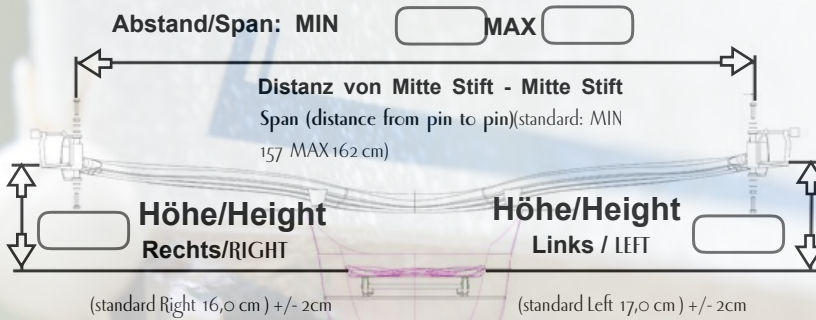 Abstand/Span: MIN MAX
Distanz von Mitte Stift - Mitte Stift
Span (distance from pin to pin)(standard: MIN
157 MAX 162 cm)
Höhe/Height Höhe/Height
Rechts/RIGHT Links / LEFT
(standard Right 16,0 cm ) +/- 2cm (standard Left 17,0 cm ) +/- 2cm